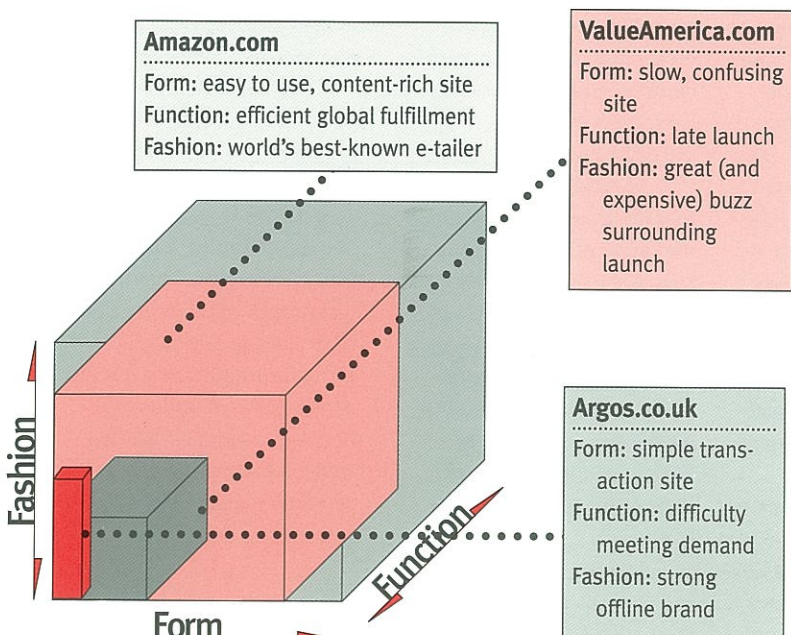 Amazon.com
Form: easy to use, content-rich site
Function: efficient global fulfillment
Fashion: world's best-known e-tailer
ValueAmerica.com
Form: slow, confusing
site
Function: late launch
Fashion: great (and
expensive) buzz
surrounding
launch
Argos.co.uk
Form: simple trans-
action site
Function: difficulty
meeting demand
Fashion: strong
offline brand
Fashion
Function
Form